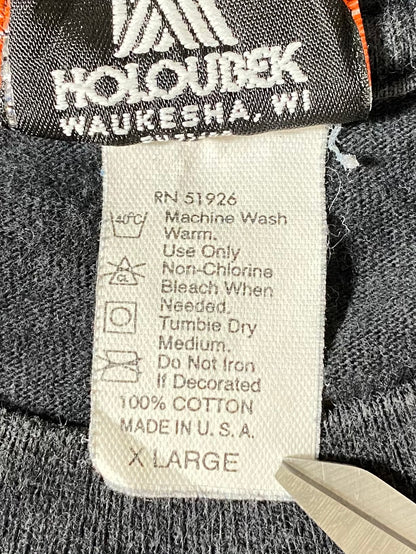 HOLOUBEK
WAUKESHA, WI
RN 51926
40°C Machine Wash
Warm.
Use Only
CL Non-Chlorine
Bleach When
Needed.
Tumble Dry
Medium.
Do Not Iron
If Decorated
100% COTTON
MADE IN U.S.A.
X LARGE